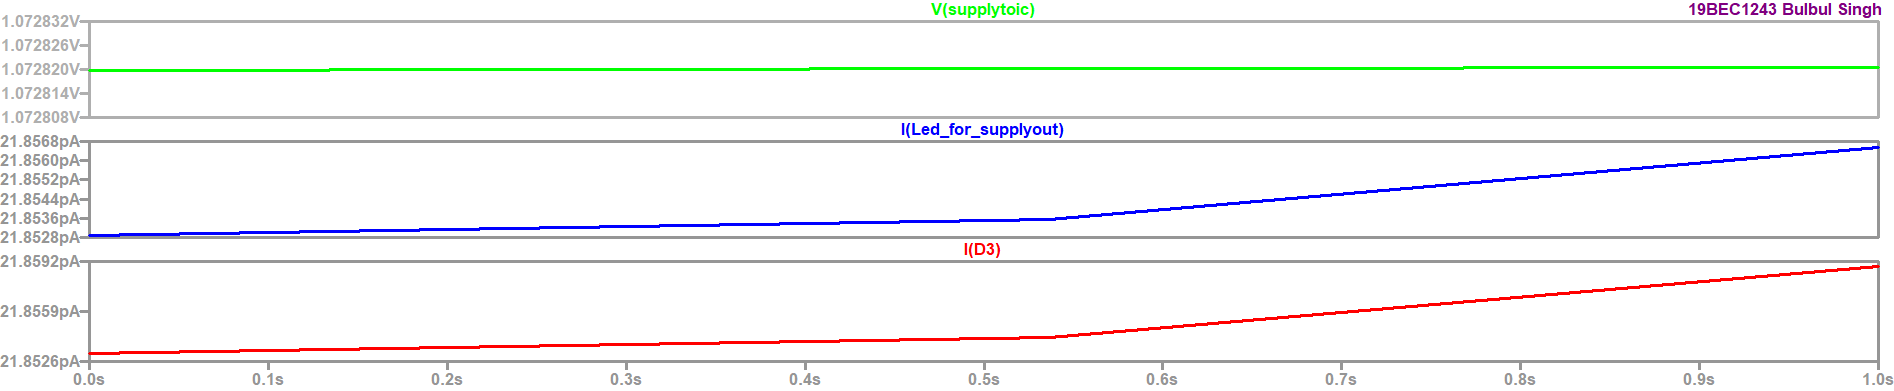 V(supplytoic)
19BEC1243 Bulbul Singh
1.072832V
1.072826V
1.072820V
1.072814V
1.072808V
I(Led_for_supplyout)
21.8568pA
21.8560pA
21.8552pA
21.8544pA
21.8536pA
21.8528pA
I(D3)
21.8592pA
21.8559pA
21.8526pA
0.0s 0.1s 0.2s 0.3s 0.4s 0.5s 0.6s 0.7s 0.8s 0.9s 1.0s